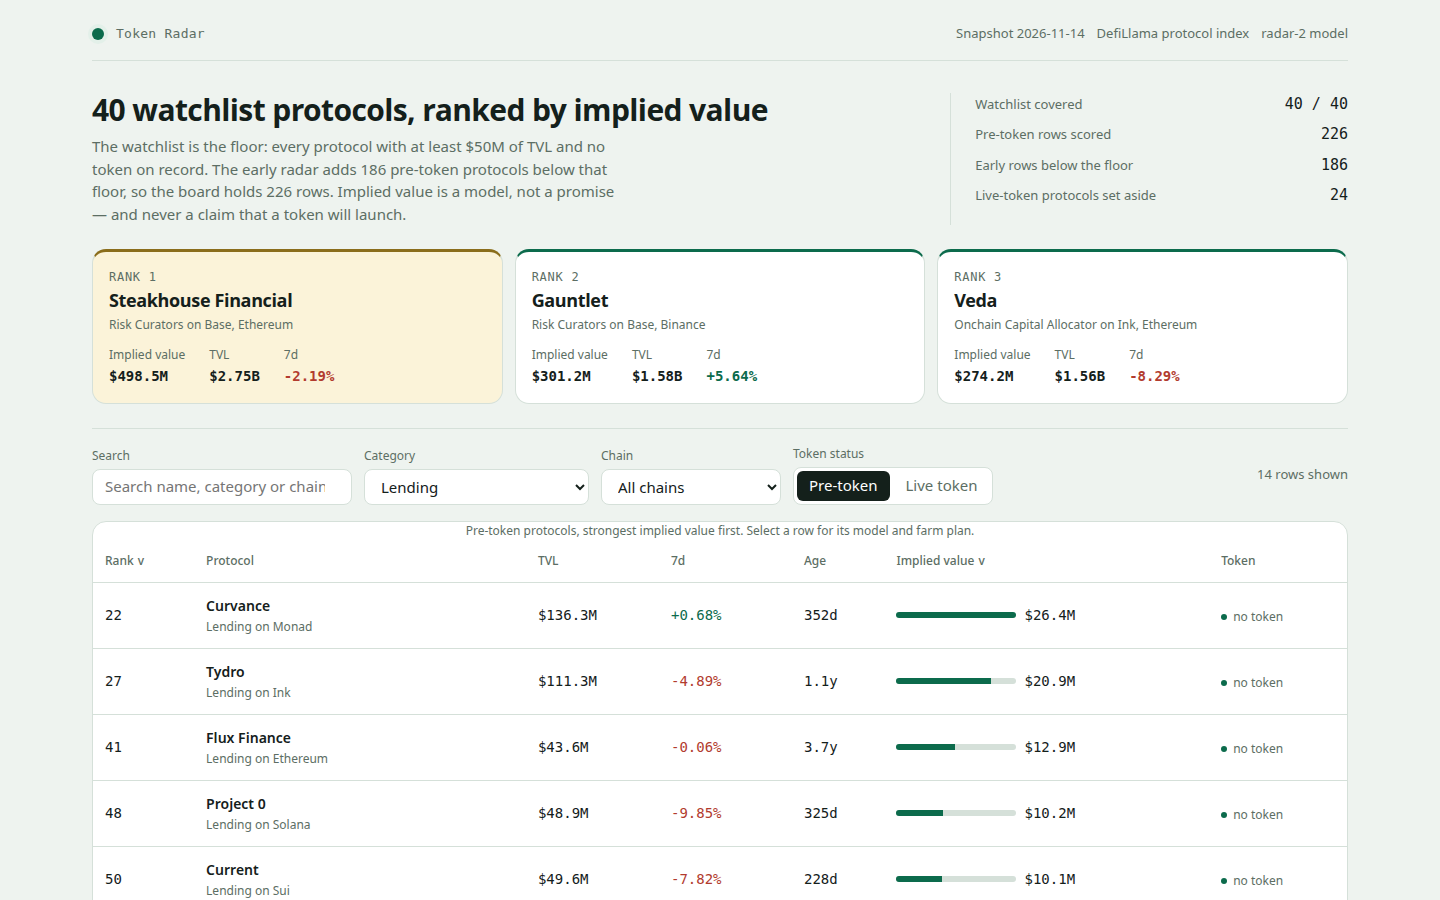 Token Radar
Snapshot 2026-11-14 DefiLlama protocol index radar-2 model
40 watchlist protocols, ranked by implied value
The watchlist is the floor: every protocol with at least $50M of TVL and no
token on record. The early radar adds 186 pre-token protocols below that
floor, so the board holds 226 rows. Implied value is a model, not a promise
— and never a claim that a token will launch.
Watchlist covered 40 / 40
Pre-token rows scored 226
Early rows below the floor 186
Live-token protocols set aside 24
RANK 1
Steakhouse Financial
Risk Curators on Base, Ethereum
Implied value TVL 7d
$498.5M $2.75B -2.19%
RANK 2
Gauntlet
Risk Curators on Base, Binance
Implied value TVL 7d
$301.2M $1.58B +5.64%
RANK 3
Veda
Onchain Capital Allocator on Ink, Ethereum
Implied value TVL 7d
$274.2M $1.56B -8.29%
Search Category Chain Token status
Search name, category or chain Lending All chains Pre-token Live token 14 rows shown
Pre-token protocols, strongest implied value first. Select a row for its model and farm plan.
Rank v Protocol TVL 7d Age Implied value v Token
22 Curvance $136.3M +0.68% 352d $26.4M no token
Lending on Monad
27 Tydro $111.3M -4.89% 1.1y $20.9M no token
Lending on Ink
41 Flux Finance $43.6M -0.06% 3.7y $12.9M no token
Lending on Ethereum
48 Project 0 $48.9M -9.85% 325d $10.2M no token
Lending on Solana
50 Current $49.6M -7.82% 228d $10.1M no token
Lending on Sui